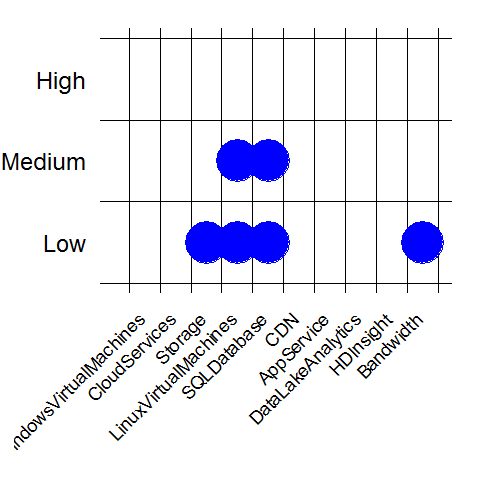 High
Medium
Low
ndowsVirtualMachines
CloudServices
Storage
LinuxVirtualMachines
SQLDatabase
CDN
AppService
DataLakeAnalytics
HDInsight
Bandwidth